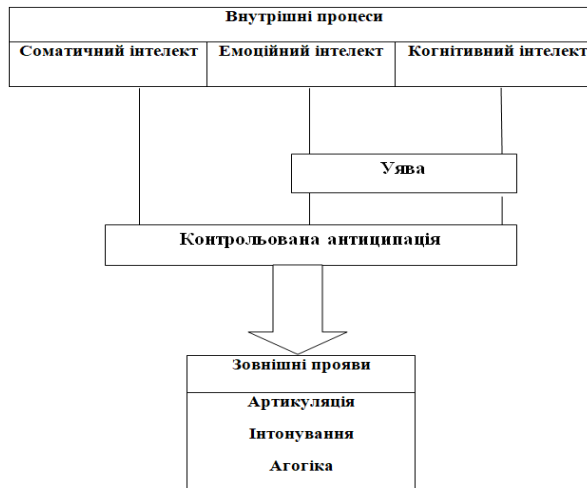 Внутрішні процеси
Соматичний інтелект Емоційний інтелект Когнітивний інтелект
Уява
Контрольована антиципація
Зовнішні прояви
Артикуляція
Інтонування
Агогіка